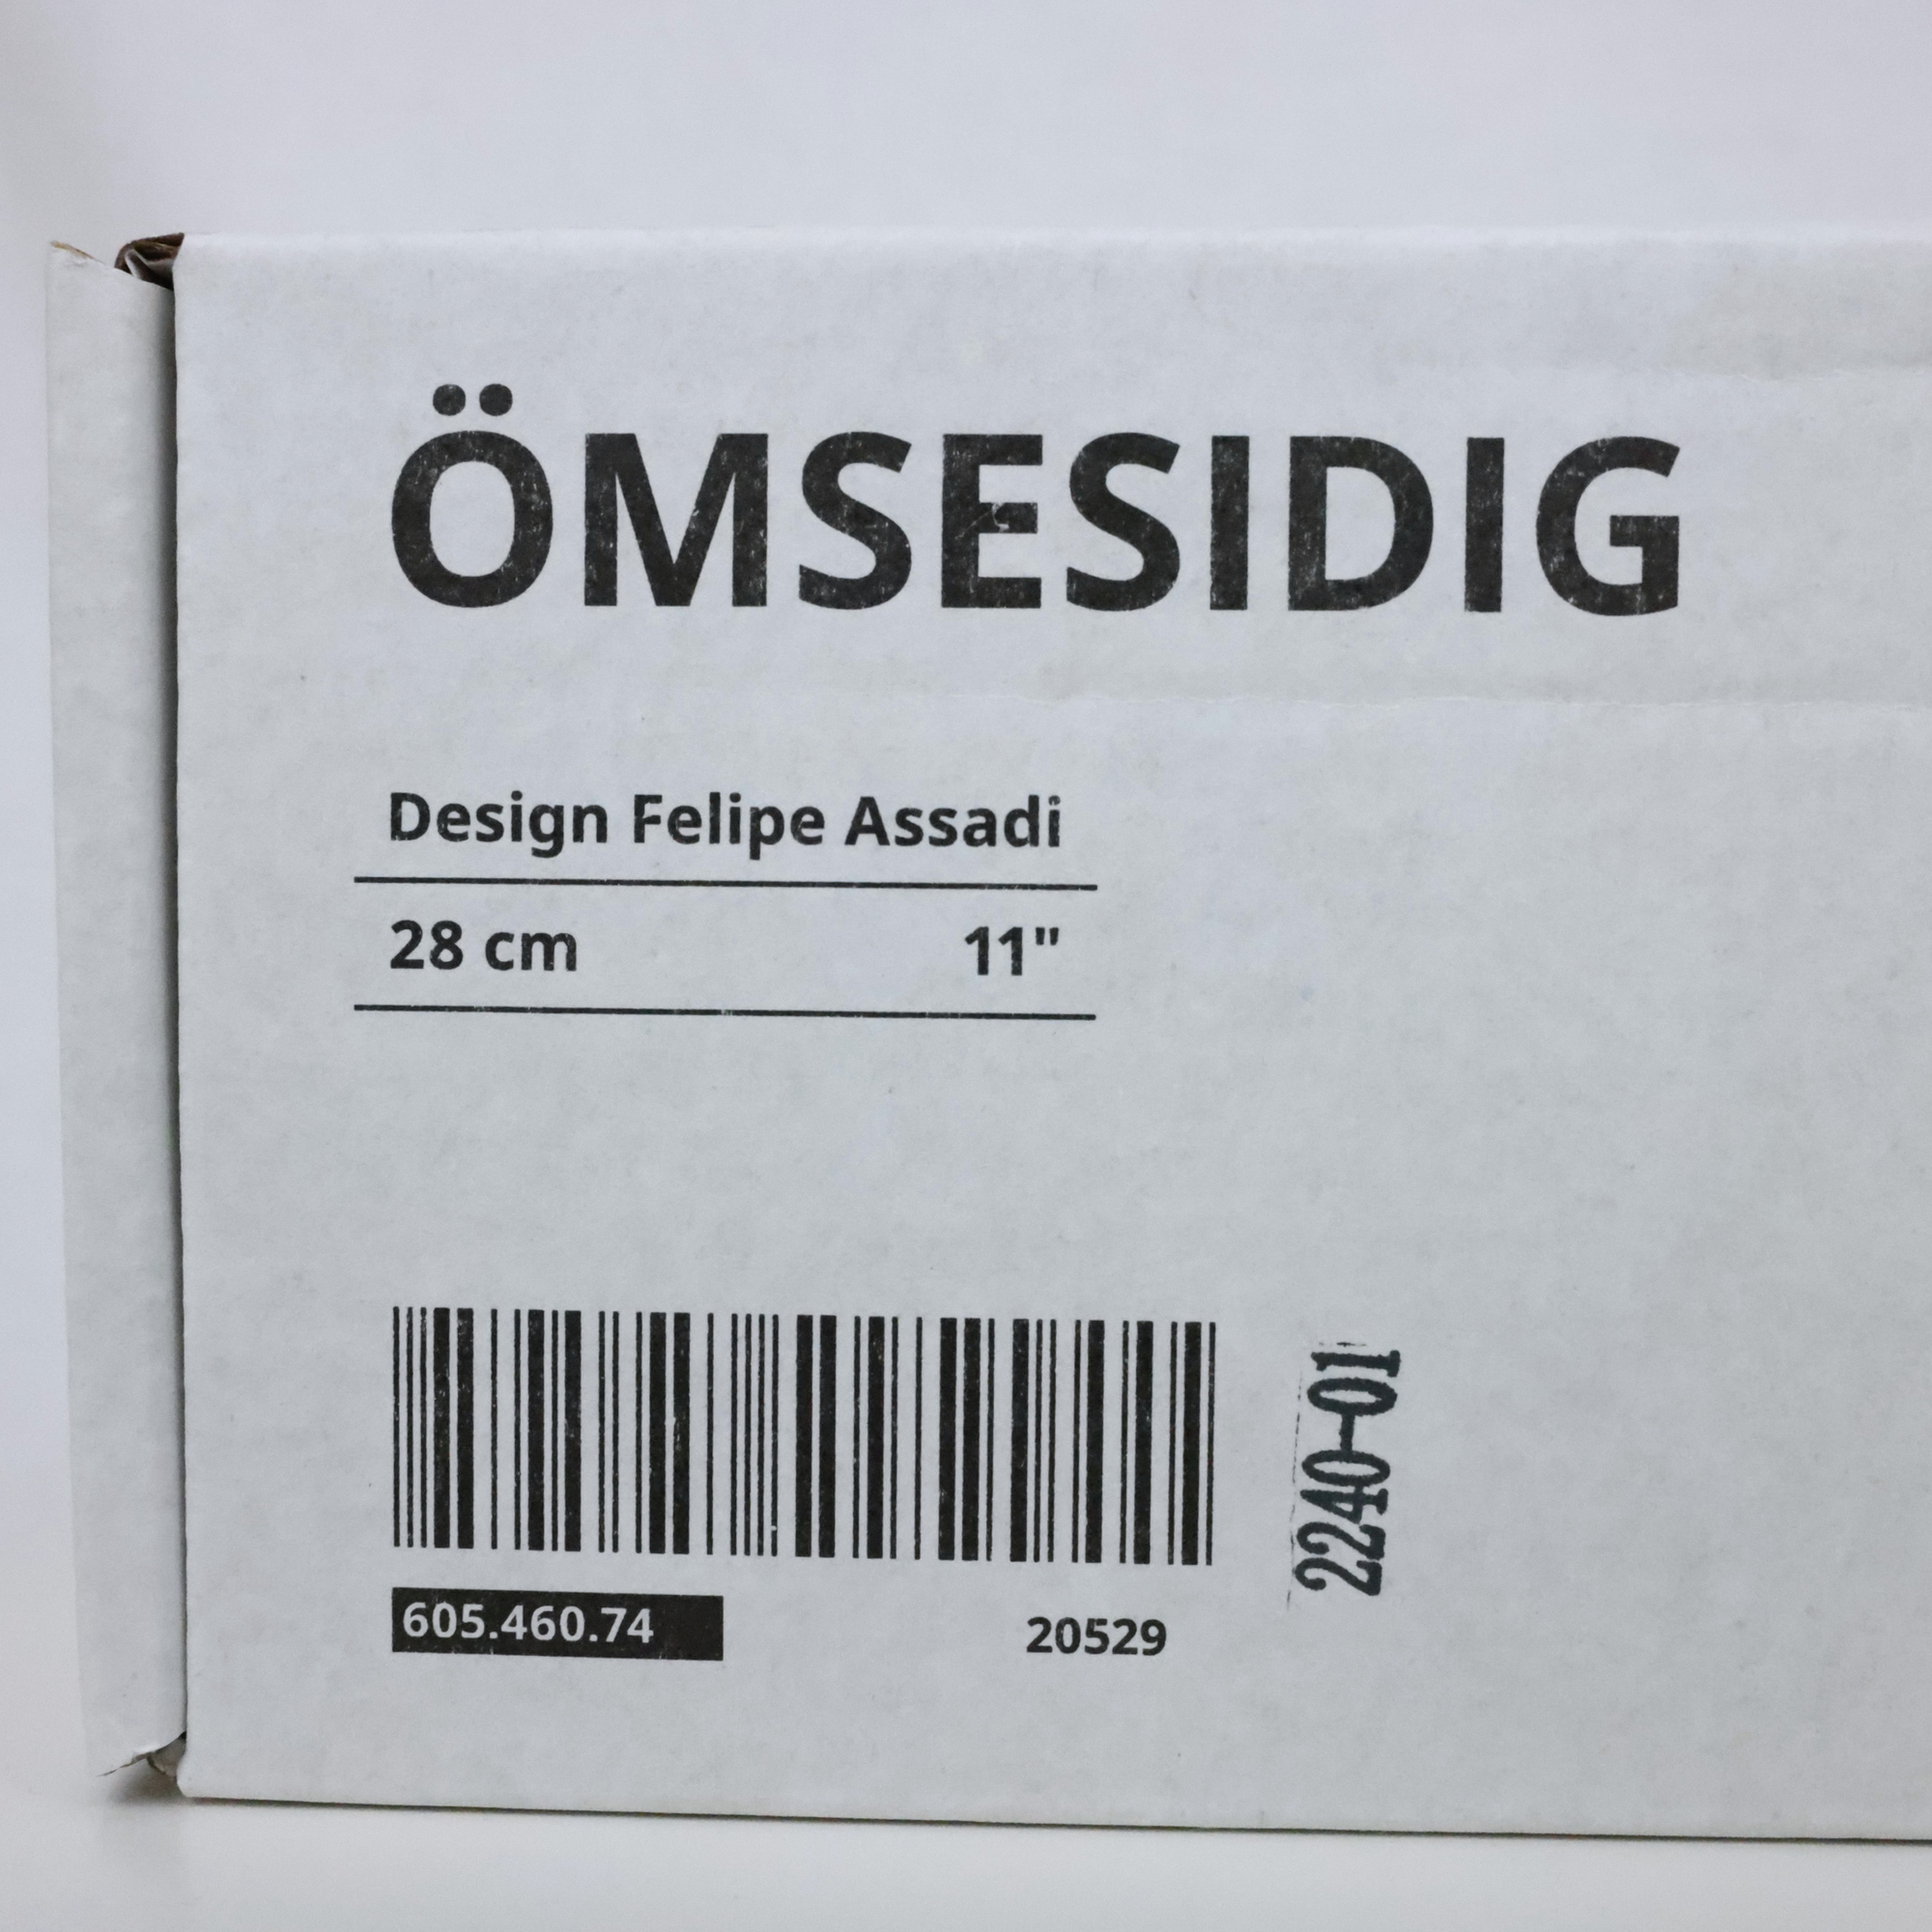 ÖMSESIDIG
Design Felipe Assadi
28 cm 11"
605.460.74 20529
2240-01